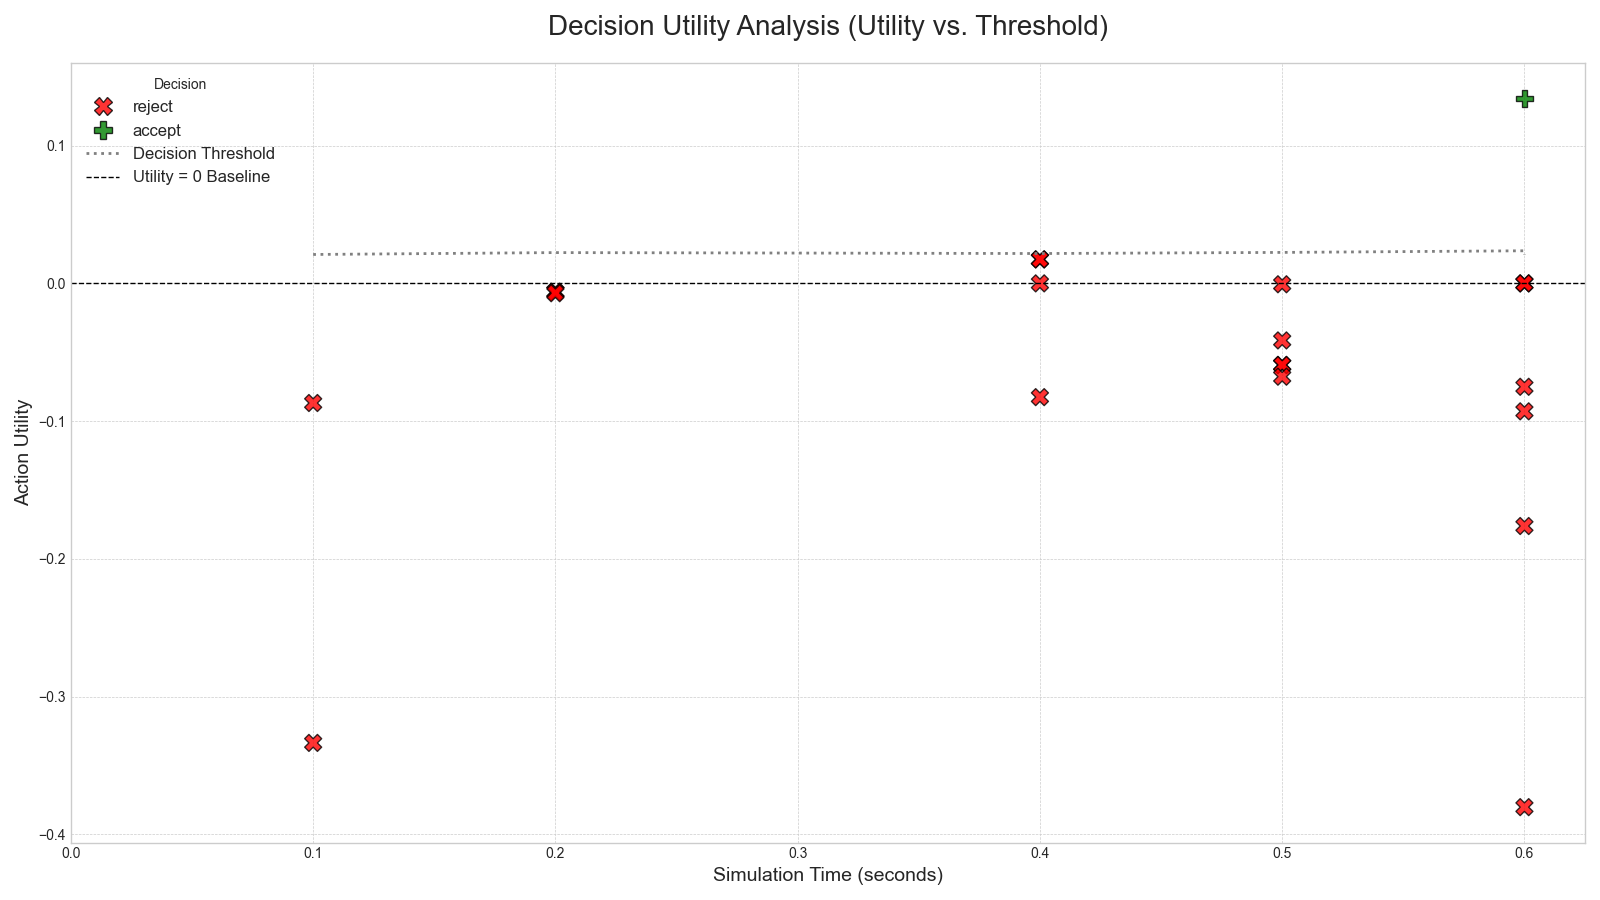 Decision Utility Analysis (Utility vs. Threshold)
Decision
reject
accept
Decision Threshold
Utility = 0 Baseline
0.1
0.0
−0.1
−0.2
−0.3
−0.4
Action Utility
0.0 0.1 0.2 0.3 0.4 0.5 0.6
Simulation Time (seconds)